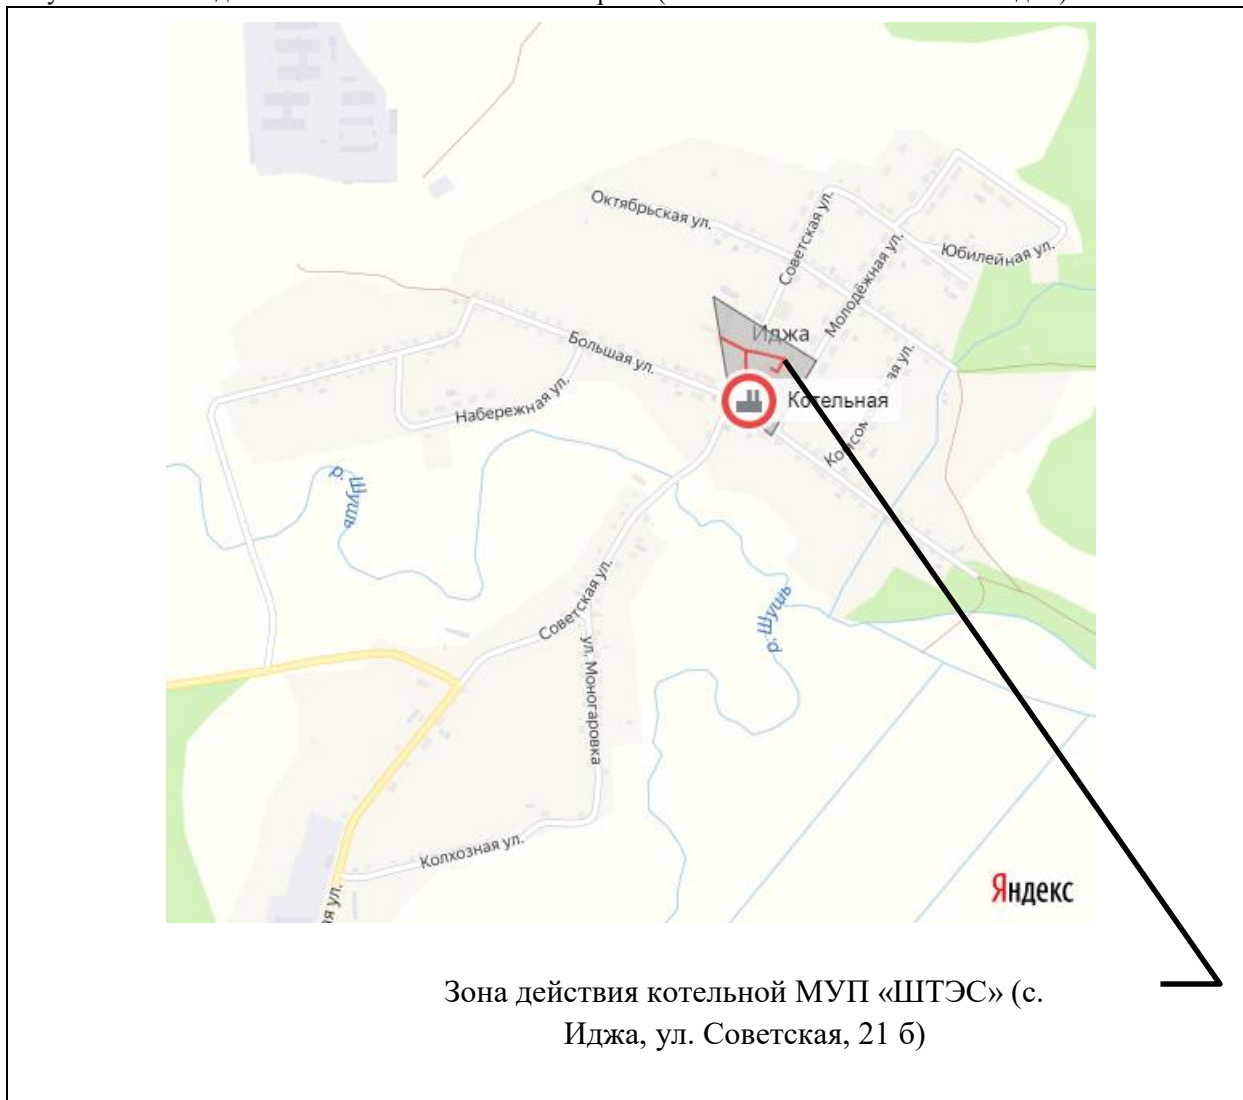 Октябрьская ул.
Советская ул.
Молодёжная ул.
Юбилейная ул.
Иджа
Большая ул.
Набережная ул.
Котельная
р. Шушь
Советская ул.
р. Шушь
ул. Моногаровка
Колхозная ул.
Яндекс
Зона действия котельной МУП «ШТЭС» (с.
Иджа, ул. Советская, 21 б)